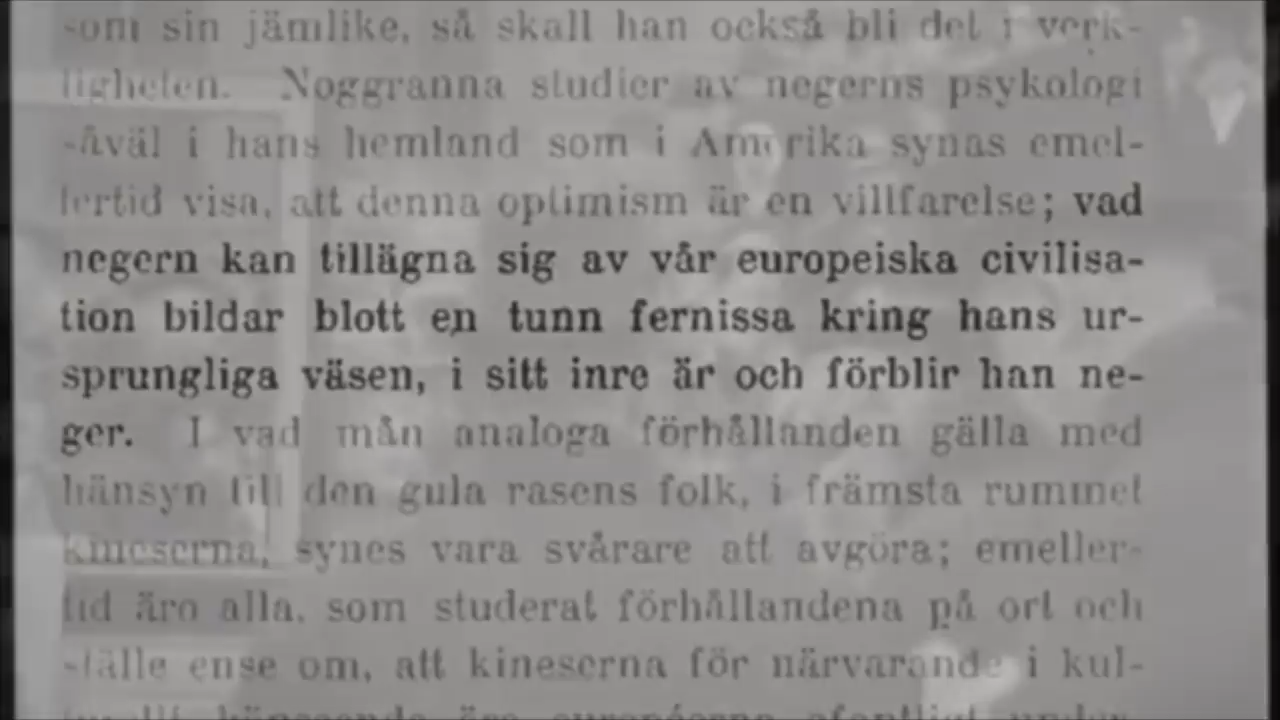 som sin jämlike, så skall han också bli det i verk-
ligheten. Noggranna studier av negerns psykologi
såväl i hans hemland som i Amerika synas emel-
lertid visa, att denna optimism är en villfarelse; vad
negern kan tillägna sig av vår europeiska civilisa-
tion bildar blott en tunn fernissa kring hans ur-
sprungliga väsen, i sitt inre är och förblir han ne-
ger. I vad mån analoga förhållanden gälla med
hänsyn till den gula rasens folk, i främsta rummet
kineserna, synes vara svårare att avgöra; emeller-
tid äro alla, som studerat förhållandena på ort och
ställe ense om, att kineserna för närvarande i kul-